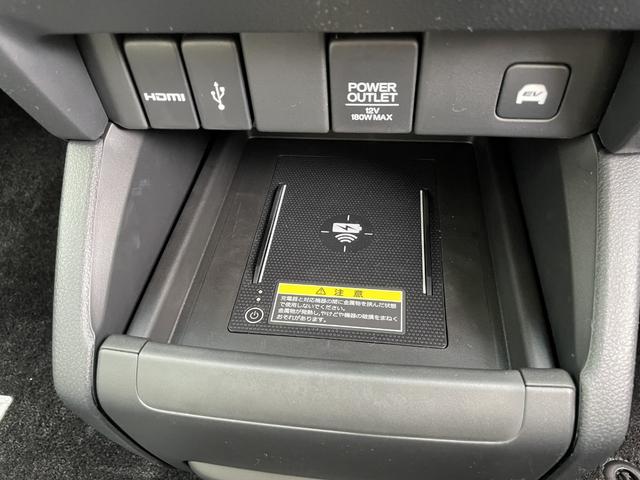 HDMI
POWER
OUTLET
12V
180W MAX
EV
注意
充電器と対応機器の間に金属物を挟んだ状態
で使用しないでください。
金属物が発熱し、やけどや機器の破損をまねく
おそれがあります。